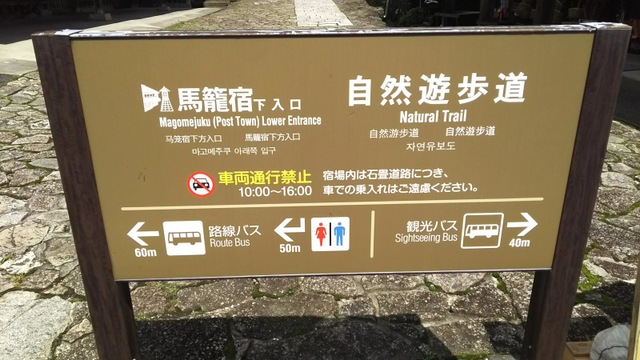 馬籠宿下入口
Magomejuku (Post Town) Lower Entrance
马笼宿下方入口 馬籠宿下方入口
마고메주쿠 아래쪽 입구
自然遊歩道
Natural Trail
自然游步道 自然遊步道
자연유보도
車両通行禁止
10:00～16:00
宿場内は石畳道路につき、
車での乗入れはご遠慮ください。
路線バス
Route Bus
60m
50m
観光バス
Sightseeing Bus
40m